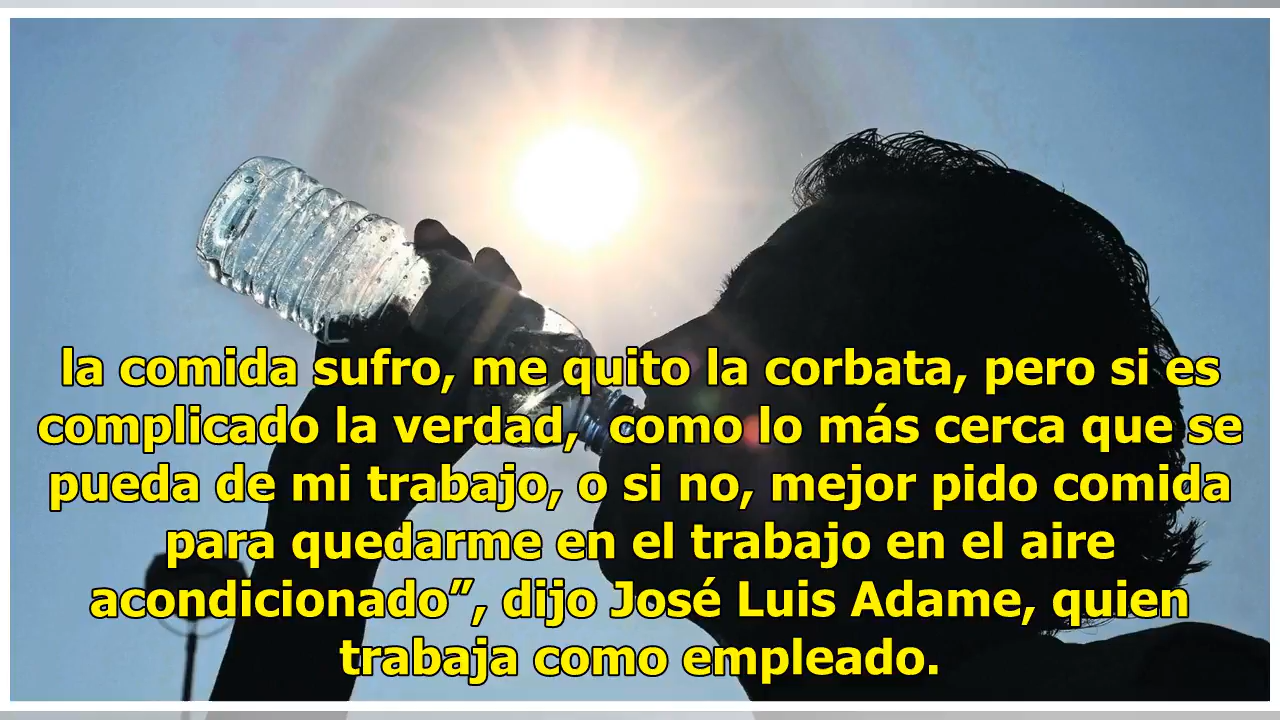 la comida sufro, me quito la corbata, pero si es
complicado la verdad,  como lo más cerca que se
pueda de mi trabajo, o si no, mejor pido comida
para quedarme en el trabajo en el aire
acondicionado”, dijo José Luis Adame, quien
trabaja como empleado.